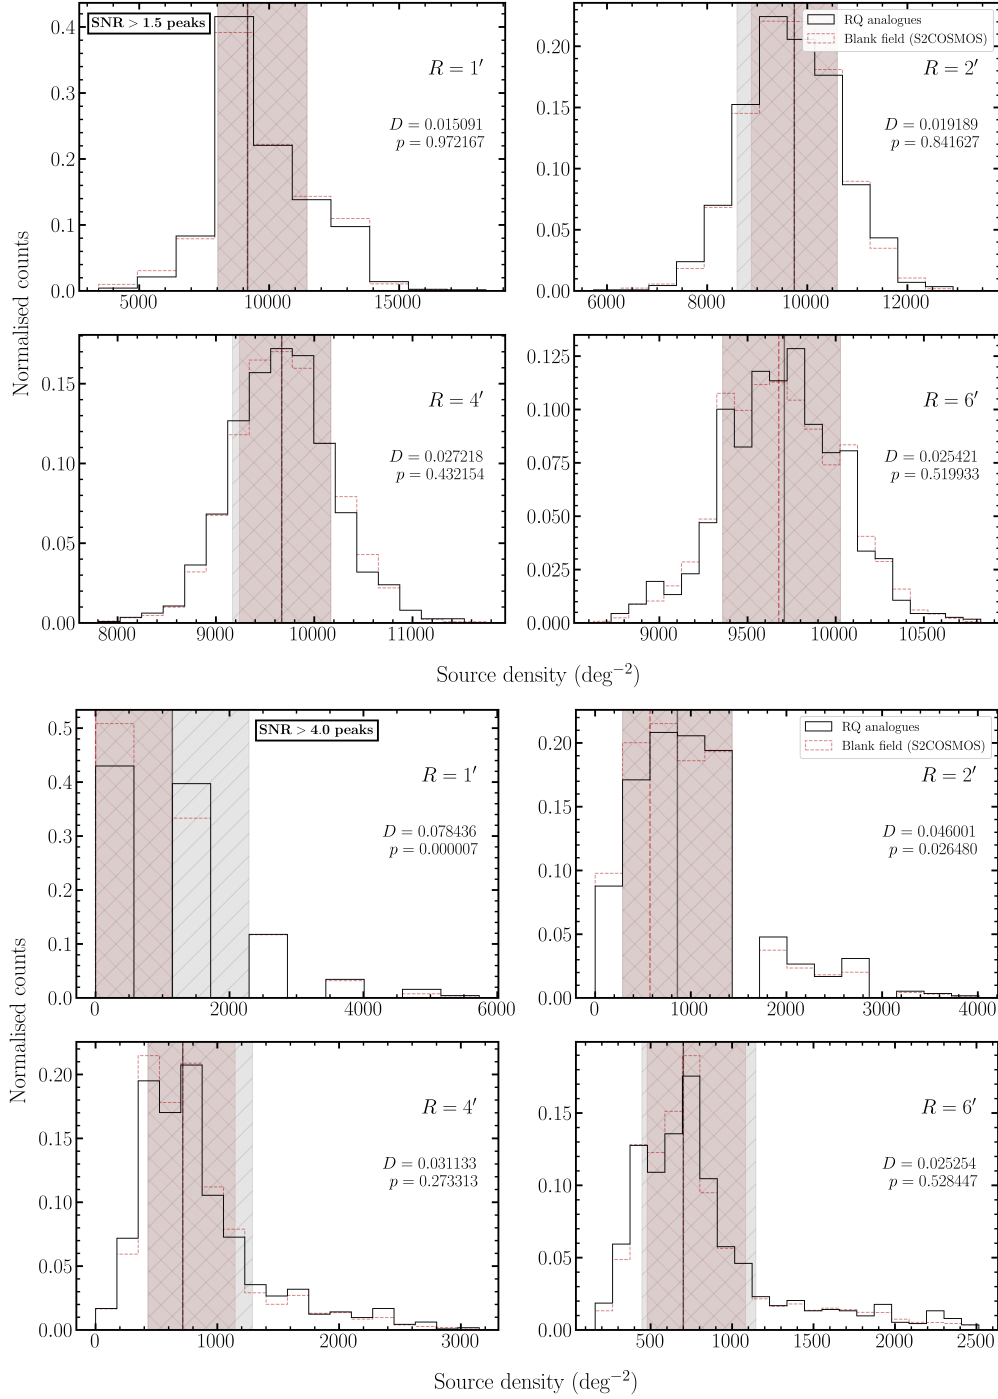 SNR > 1.5 peaks
R = 1′
D = 0.015091
p = 0.972167
0.4
0.3
0.2
0.1
0.0
5000
10000
15000
RQ analogues
Blank field (S2COSMOS)
R = 2′
D = 0.019189
p = 0.841627
0.20
0.15
0.10
0.05
0.00
6000
8000
10000
12000
Normalised counts
R = 4′
D = 0.027218
p = 0.432154
0.15
0.10
0.05
0.00
8000
9000
10000
11000
R = 6′
D = 0.025421
p = 0.519933
0.125
0.100
0.075
0.050
0.025
0.000
9000
9500
10000
10500
Source density (deg⁻²)
SNR > 4.0 peaks
R = 1′
D = 0.078436
p = 0.000007
0.5
0.4
0.3
0.2
0.1
0.0
0
2000
4000
6000
RQ analogues
Blank field (S2COSMOS)
R = 2′
D = 0.046001
p = 0.026480
0.20
0.15
0.10
0.05
0.00
0
1000
2000
3000
4000
Normalised counts
R = 4′
D = 0.031133
p = 0.273313
0.20
0.15
0.10
0.05
0.00
0
1000
2000
3000
R = 6′
D = 0.025254
p = 0.528447
0.15
0.10
0.05
0.00
500
1000
1500
2000
2500
Source density (deg⁻²)